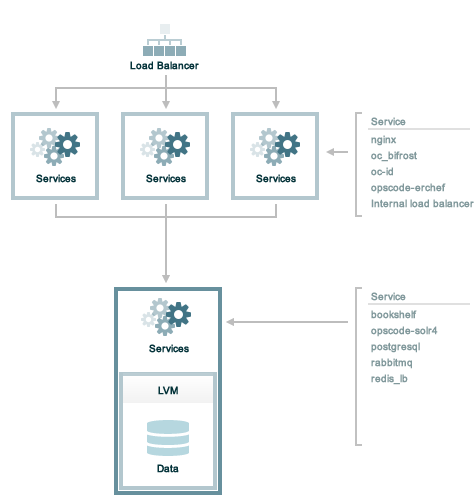 Load Balancer
Services
Services
Services
Service
nginx
oc_bifrost
oc-id
opscode-erchef
Internal load balancer
Services
LVM
Data
Service
bookshelf
opscode-solr4
postgresql
rabbitmq
redis_lb